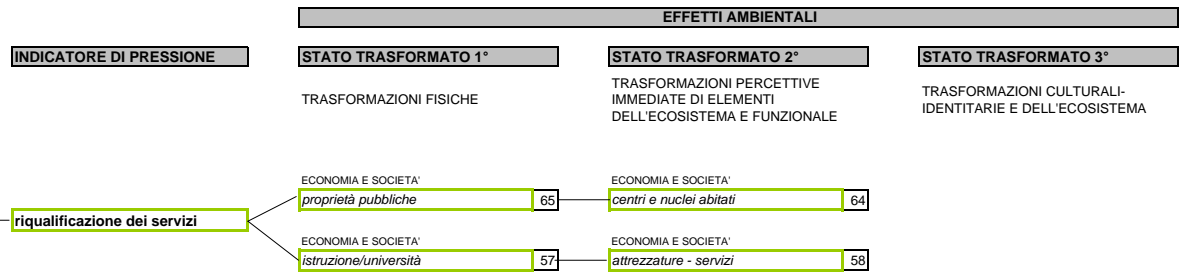 EFFETTI AMBIENTALI
INDICATORE DI PRESSIONE
STATO TRASFORMATO 1°
STATO TRASFORMATO 2°
STATO TRASFORMATO 3°
TRASFORMAZIONI FISICHE
TRASFORMAZIONI PERCETTIVE
IMMEDIATE DI ELEMENTI
DELL'ECOSISTEMA E FUNZIONALE
TRASFORMAZIONI CULTURALI-
IDENTITARIE E DELL'ECOSISTEMA
ECONOMIA E SOCIETA'
ECONOMIA E SOCIETA'
proprietà pubbliche 65
centri e nuclei abitati 64
riqualificazione dei servizi
ECONOMIA E SOCIETA'
ECONOMIA E SOCIETA'
istruzione/università 57
attrezzature - servizi 58